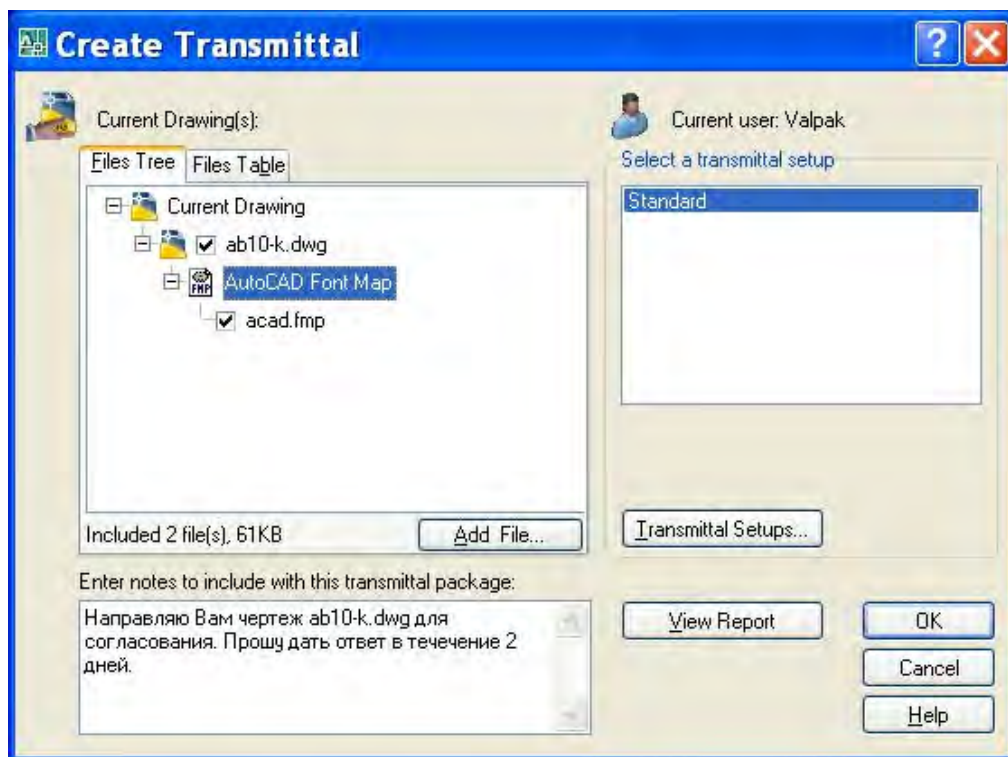 Create Transmittal
Current Drawing(s):
Current user: Valpak
Files Tree
Files Table
Select a transmittal setup
Current Drawing
ab10-k.dwg
AutoCAD Font Map
acad.fmp
Standard
Included 2 file(s), 61KB
Add File...
Transmittal Setups...
Enter notes to include with this transmittal package:
Направляю Вам чертеж ab10-k.dwg для
согласования. Прошу дать ответ в течечение 2
дней.
View Report
OK
Cancel
Help